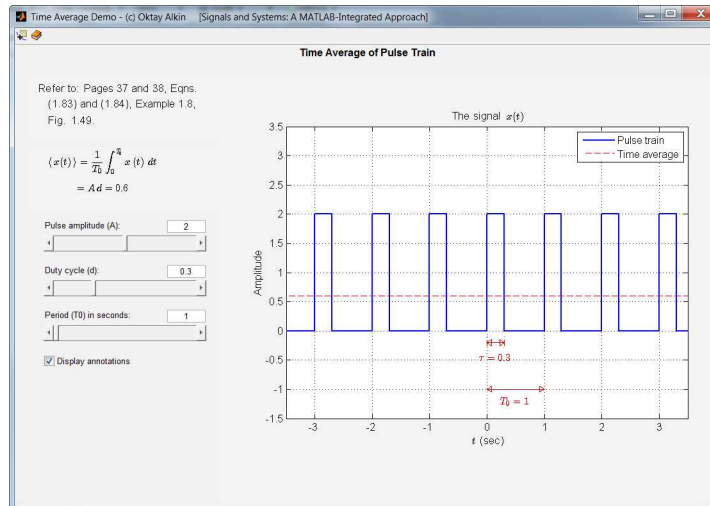 Time Average Demo - (c) Oktay Alkin [Signals and Systems: A MATLAB-Integrated Approach]
Time Average of Pulse Train
Refer to: Pages 37 and 38, Eqns.
(1.83) and (1.84), Example 1.8,
Fig. 1.49.
⟨x(t)⟩ = 1/T₀ ∫₀^T₀ x (t) dt
= A d = 0.6
Pulse amplitude (A): 2
Duty cycle (d): 0.3
Period (T0) in seconds: 1
Display annotations
The signal x(t)
Pulse train
Time average
Amplitude
3.5
3
2.5
2
1.5
1
0.5
0
-0.5
-1
-1.5
τ = 0.3
T₀ = 1
-3 -2 -1 0 1 2 3
t (sec)